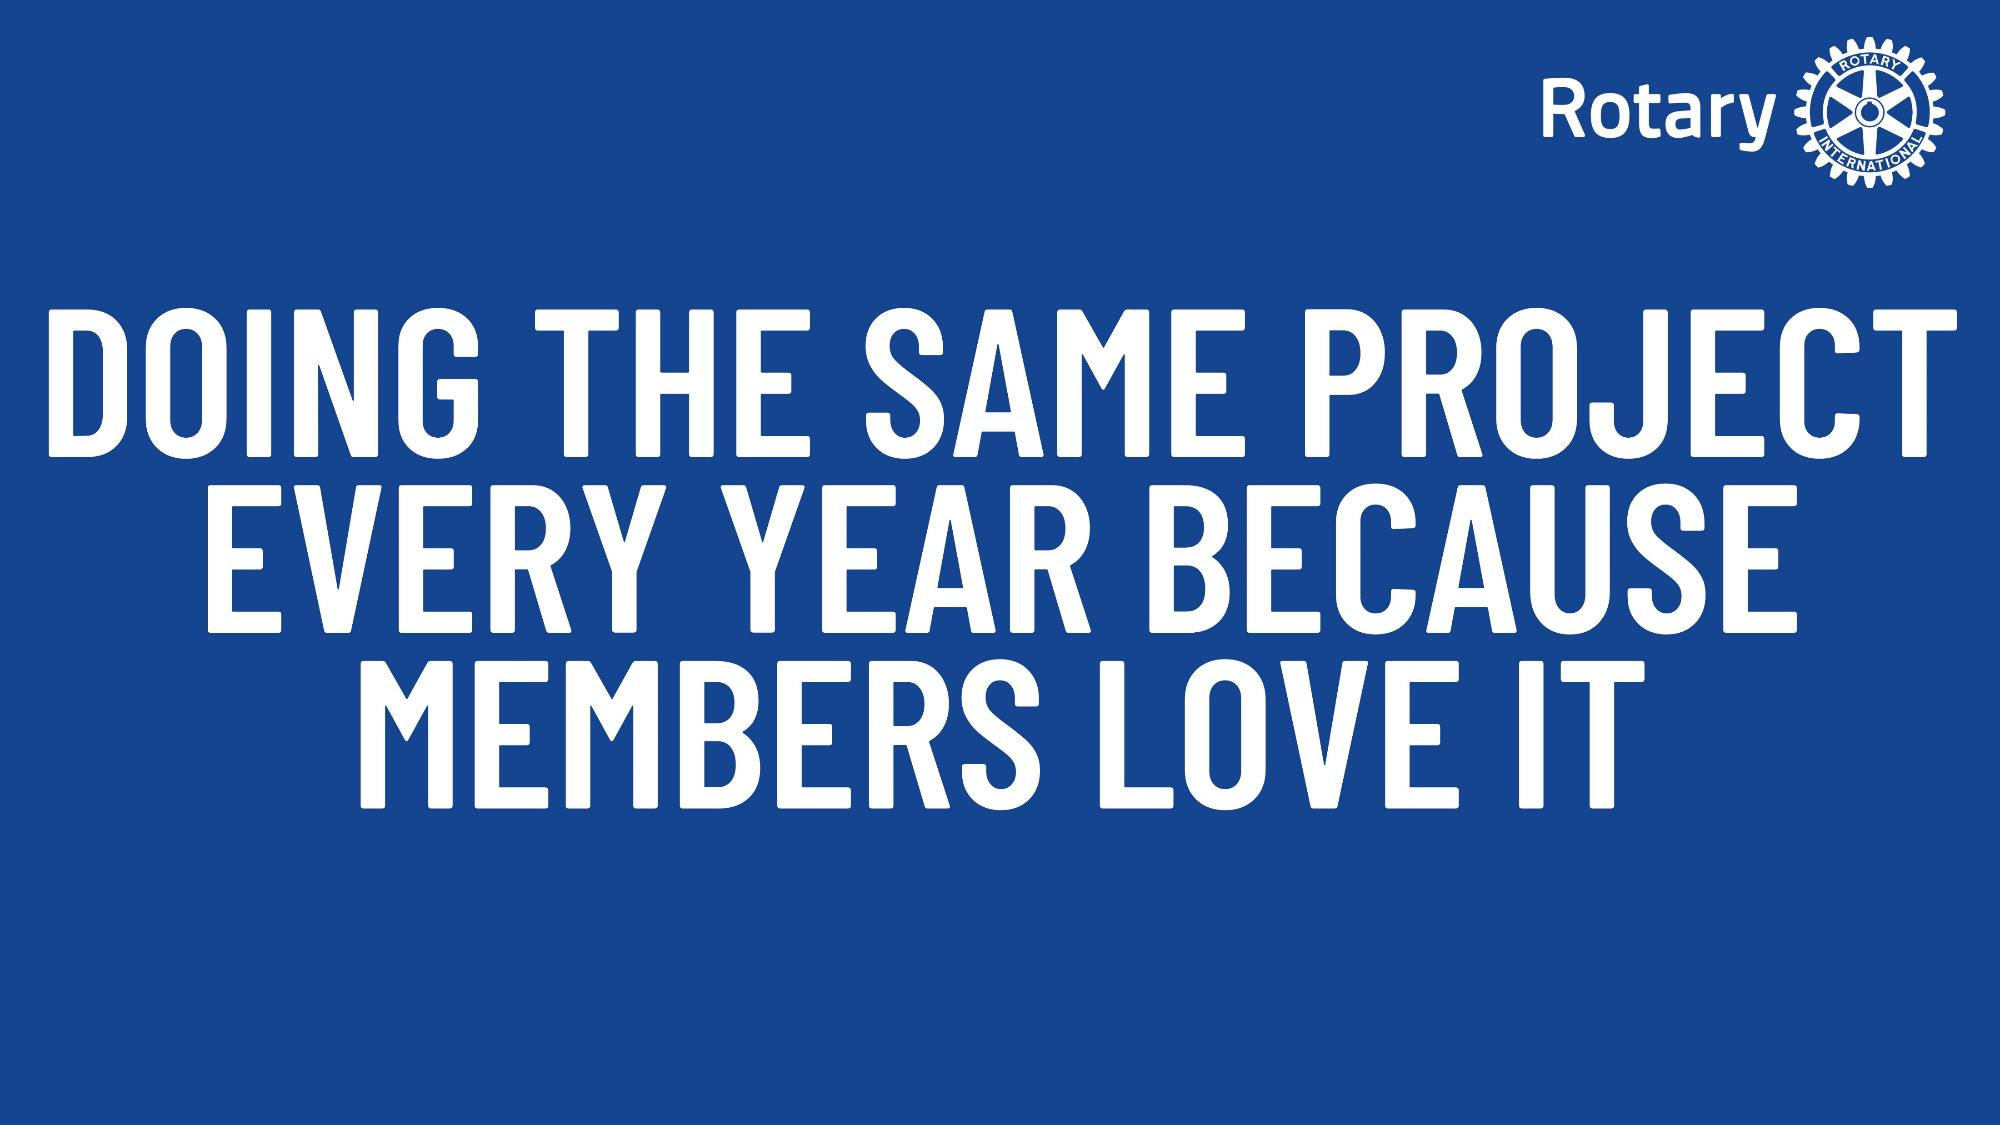 Rotary
ROTARY
INTERNATIONAL
DOING THE SAME PROJECT
EVERY YEAR BECAUSE
MEMBERS LOVE IT